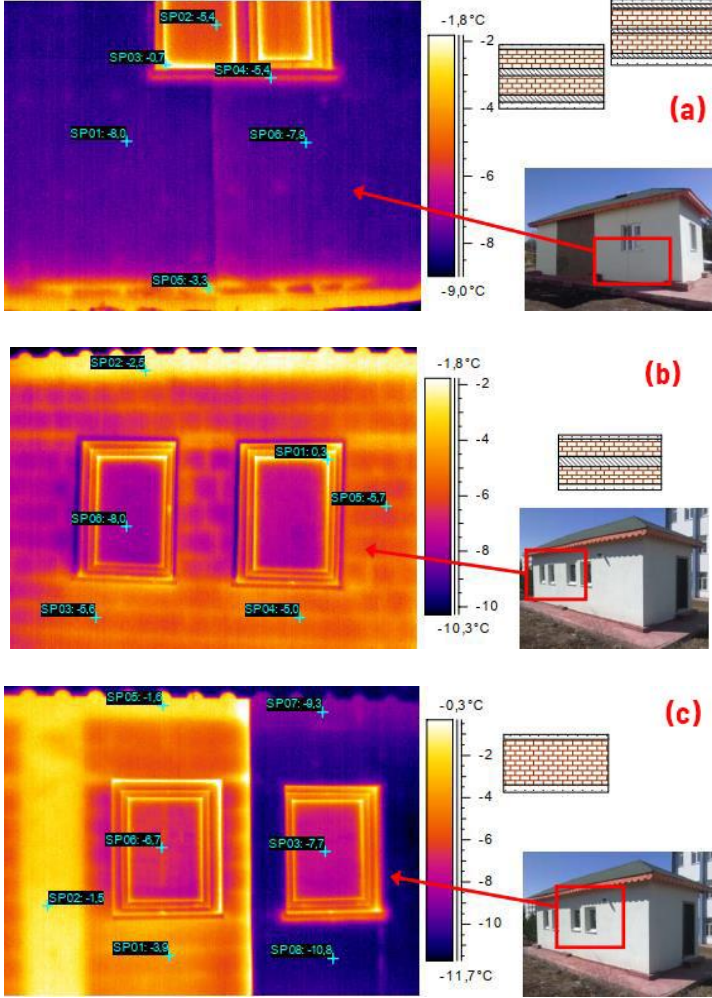 SP02: -5,4
SP03: -0,7
SP04: -5,4
SP01: -8,0
SP06: -7,9
SP05: -3,3
-1,8°C
-2
-4
-6
-8
-9,0°C
(a)
SP02: -2,5
SP01: 0,3
SP05: -5,7
SP06: -8,0
SP03: -5,6
SP04: -5,0
-1,8°C
-2
-4
-6
-8
-10
-10,3°C
(b)
SP05: -1,6
SP07: -9,3
SP06: -6,7
SP03: -7,7
SP02: -1,5
SP01: -3,9
SP08: -10,8
-0,3°C
-2
-4
-6
-8
-10
-11,7°C
(c)